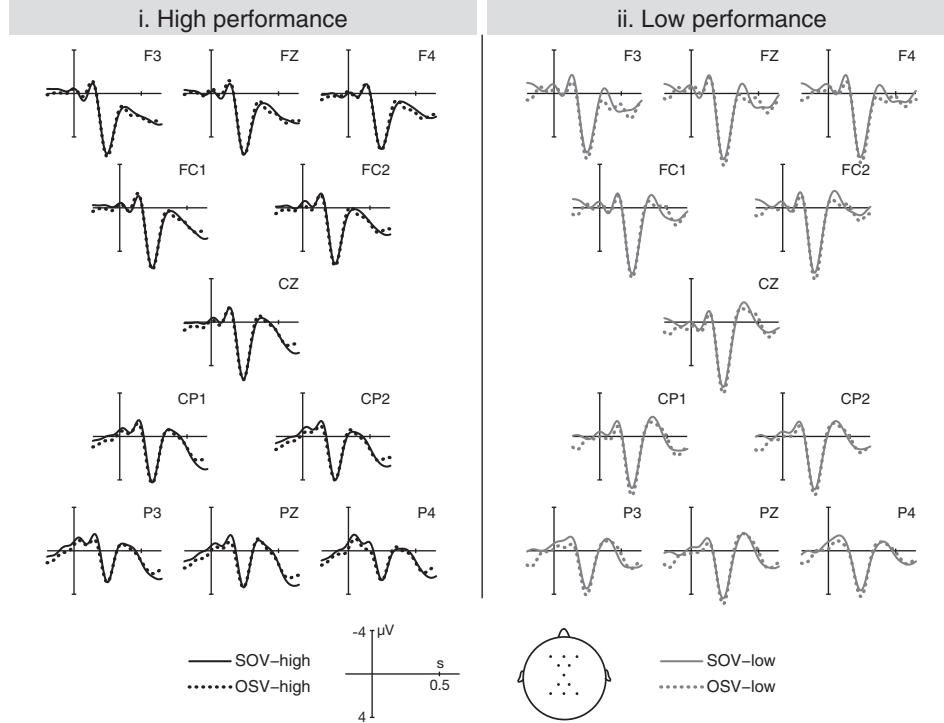 i. High performance
ii. Low performance
F3 FZ F4
F3 FZ F4
FC1 FC2
FC1 FC2
CZ
CZ
CP1 CP2
CP1 CP2
P3 PZ P4
P3 PZ P4
SOV–high
OSV–high
-4 µV
s
0.5
4
SOV–low
OSV–low